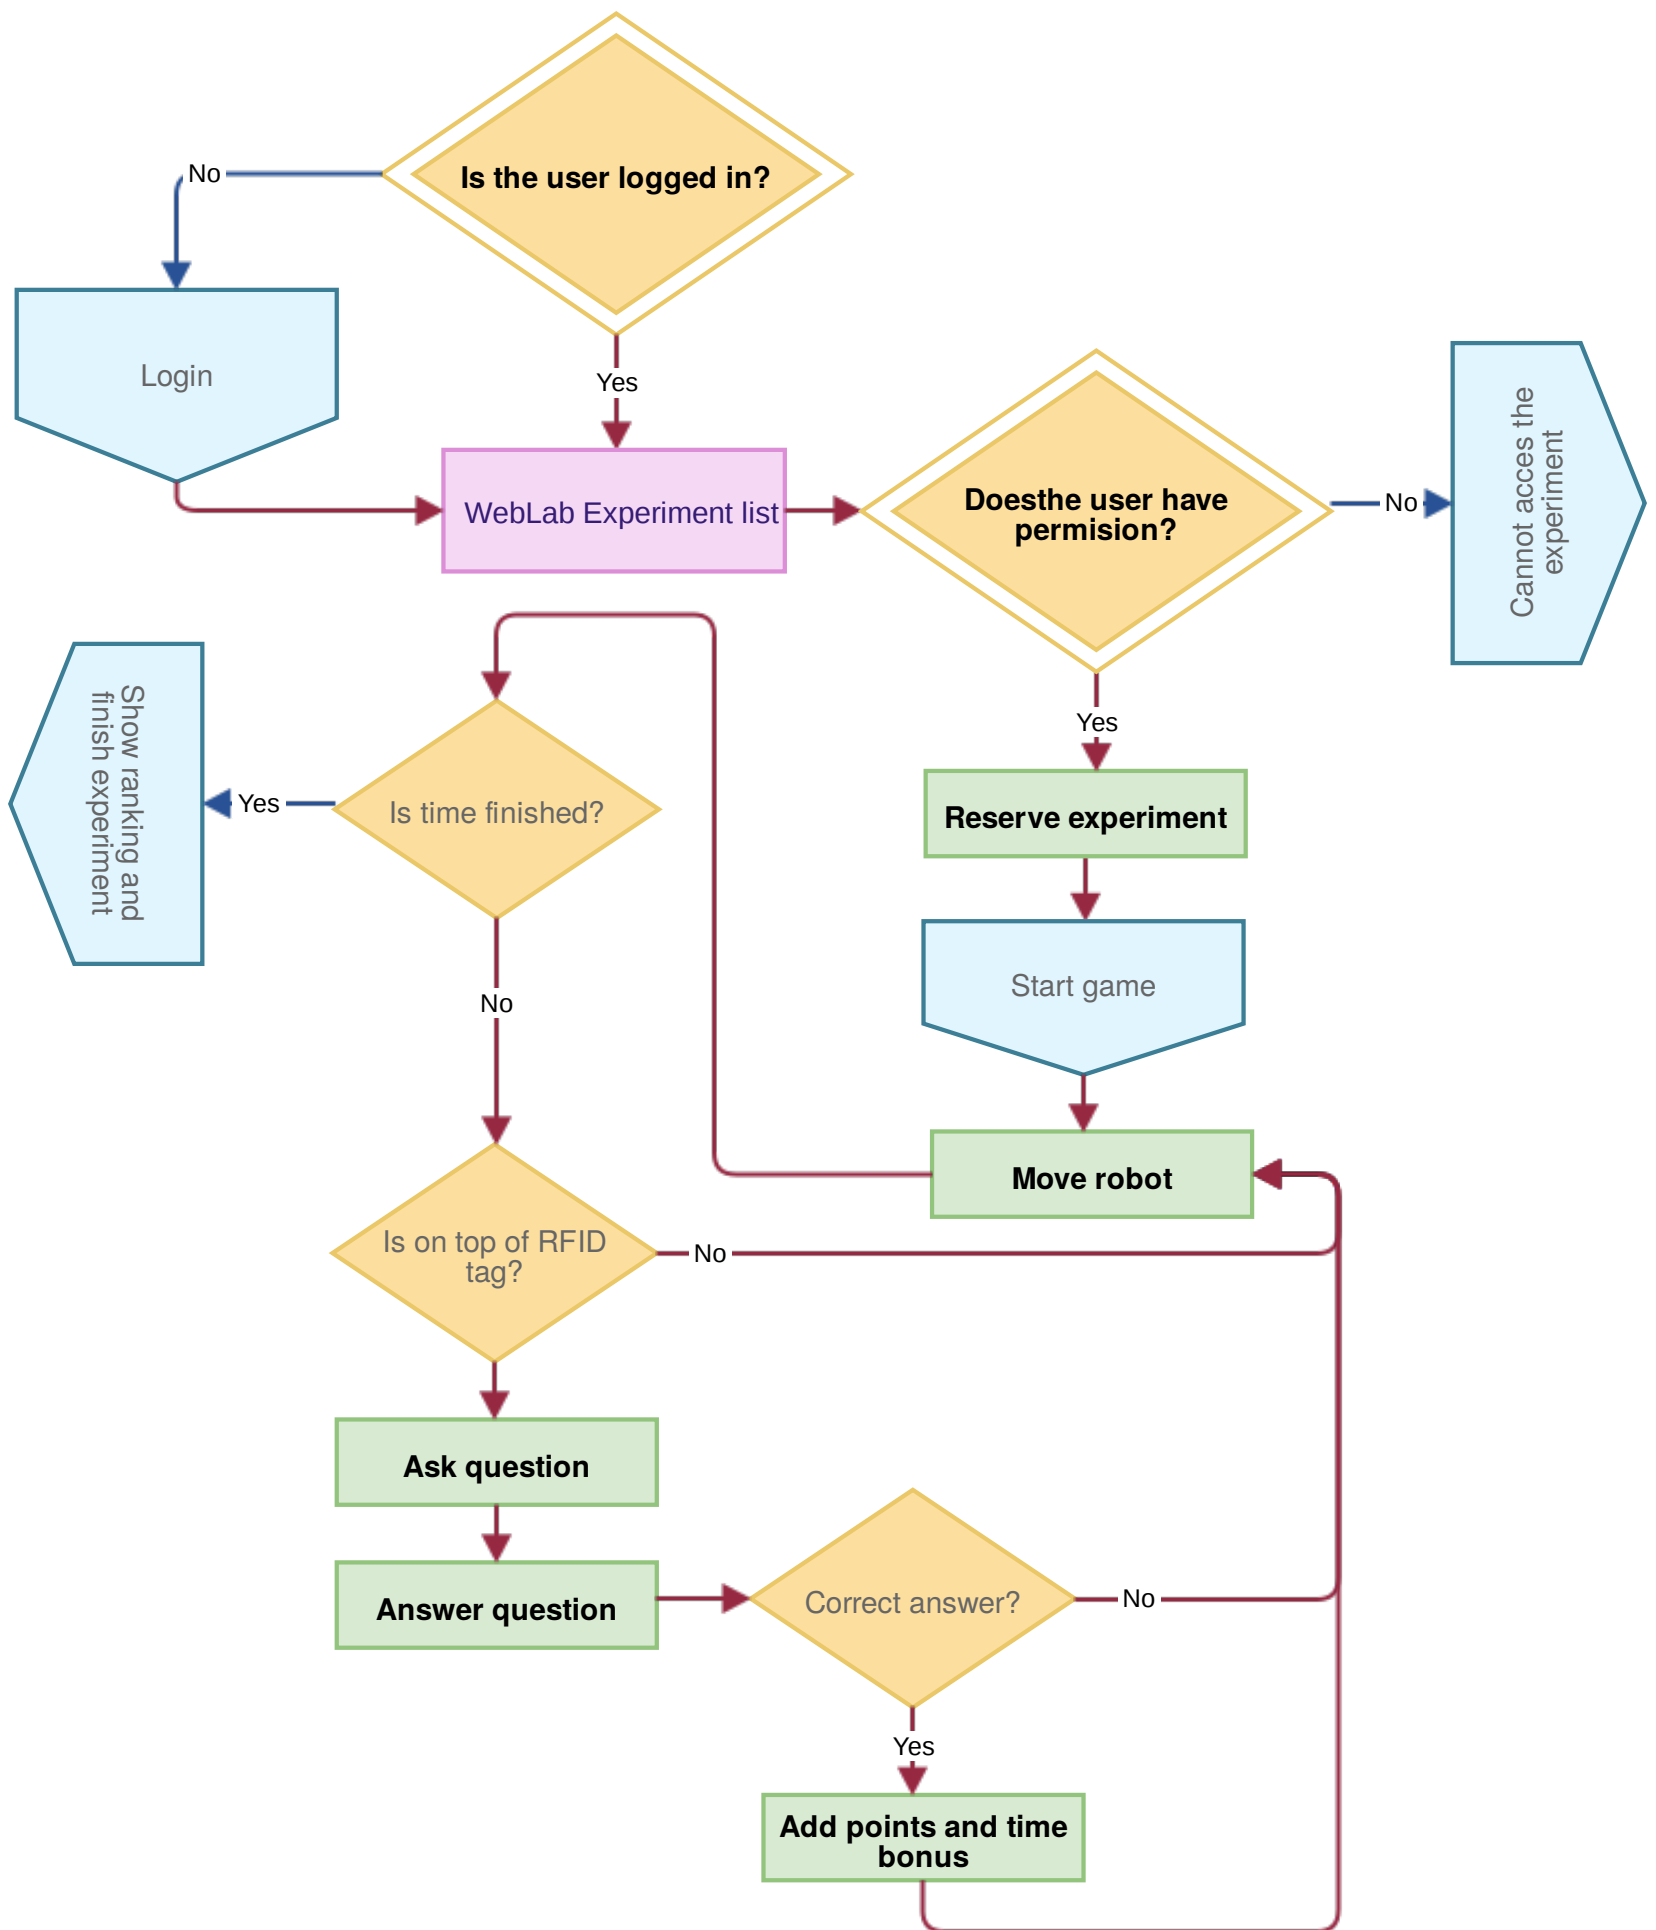 Is the user logged in?
No
Login
Yes
WebLab Experiment list
Doesthe user have
permision?
No
Cannot acces the
experiment
Yes
Reserve experiment
Start game
Move robot
Is time finished?
Yes
Show ranking and
finish experiment
No
Is on top of RFID
tag?
No
Ask question
Answer question
Correct answer?
No
Yes
Add points and time
bonus